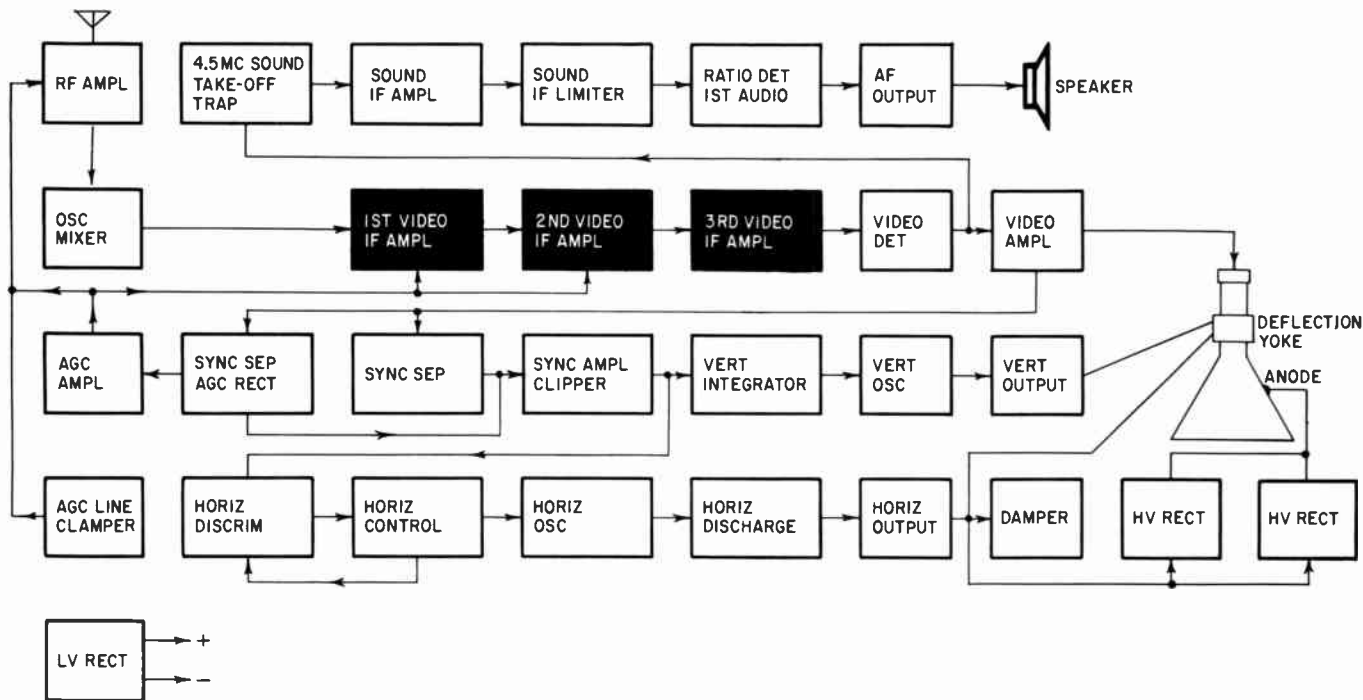 RF AMPL
4.5MC SOUND
TAKE-OFF
TRAP
SOUND
IF AMPL
SOUND
IF LIMITER
RATIO DET
1ST AUDIO
AF
OUTPUT
SPEAKER
OSC
MIXER
1ST VIDEO
IF AMPL
2ND VIDEO
IF AMPL
3RD VIDEO
IF AMPL
VIDEO
DET
VIDEO
AMPL
DEFLECTION
YOKE
ANODE
AGC
AMPL
SYNC SEP
AGC RECT
SYNC SEP
SYNC AMPL
CLIPPER
VERT
INTEGRATOR
VERT
OSC
VERT
OUTPUT
AGC LINE
CLAMPER
HORIZ
DISCRIM
HORIZ
CONTROL
HORIZ
OSC
HORIZ
DISCHARGE
HORIZ
OUTPUT
DAMPER
HV RECT
HV RECT
LV RECT
+
−